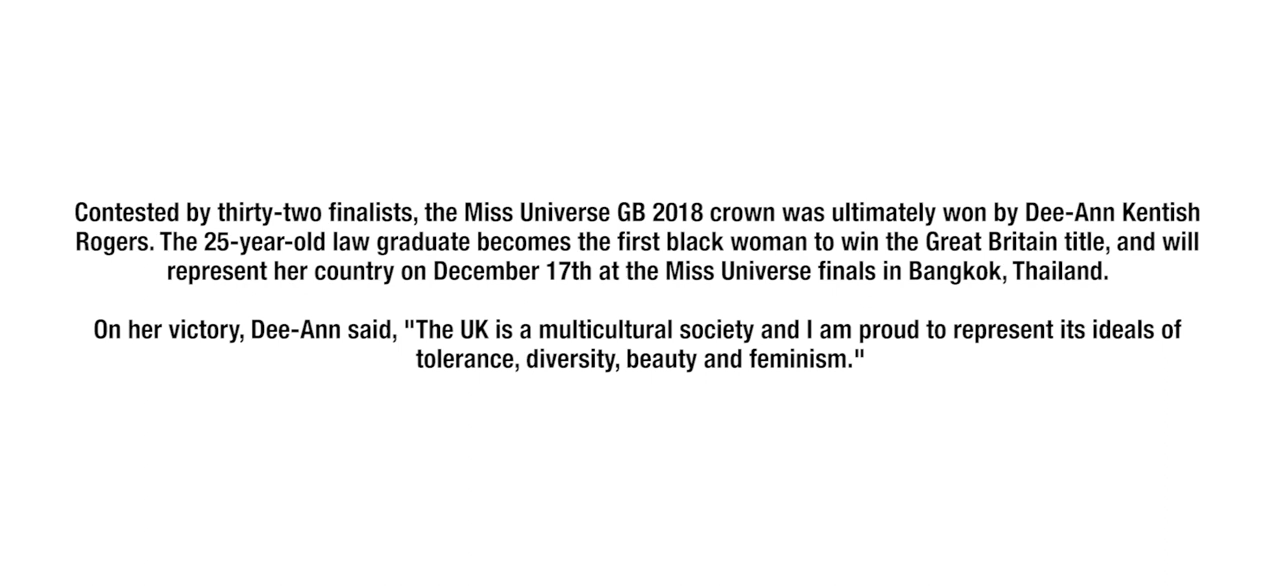 Contested by thirty-two finalists, the Miss Universe GB 2018 crown was ultimately won by Dee-Ann Kentish
Rogers. The 25-year-old law graduate becomes the first black woman to win the Great Britain title, and will
represent her country on December 17th at the Miss Universe finals in Bangkok, Thailand.
On her victory, Dee-Ann said, "The UK is a multicultural society and I am proud to represent its ideals of
tolerance, diversity, beauty and feminism."